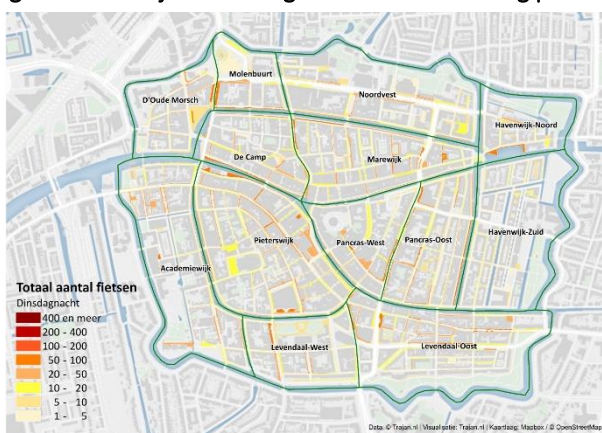 Molenbuurt
Noordvest
D'Oude Morsch
Havenwijk-Noord
De Camp
Marewijk
Pieterswijk
Pancras-West
Pancras-Oost
Havenwijk-Zuid
Academiewijk
Levendaal-West
Levendaal-Oost
Totaal aantal fietsen
Dinsdagnacht
400 en meer
200 - 400
100 - 200
50 - 100
20 - 50
10 - 20
5 - 10
1 - 5
Data: © Trajan.nl | Visualisatie: Trajan.nl | Kaartlaag: Mapbox / © OpenStreetMap